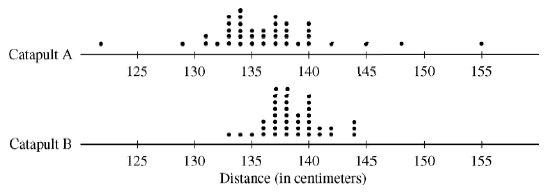 Catapult A
125 130 135 140 145 150 155
Catapult B
125 130 135 140 145 150 155
Distance (in centimeters)